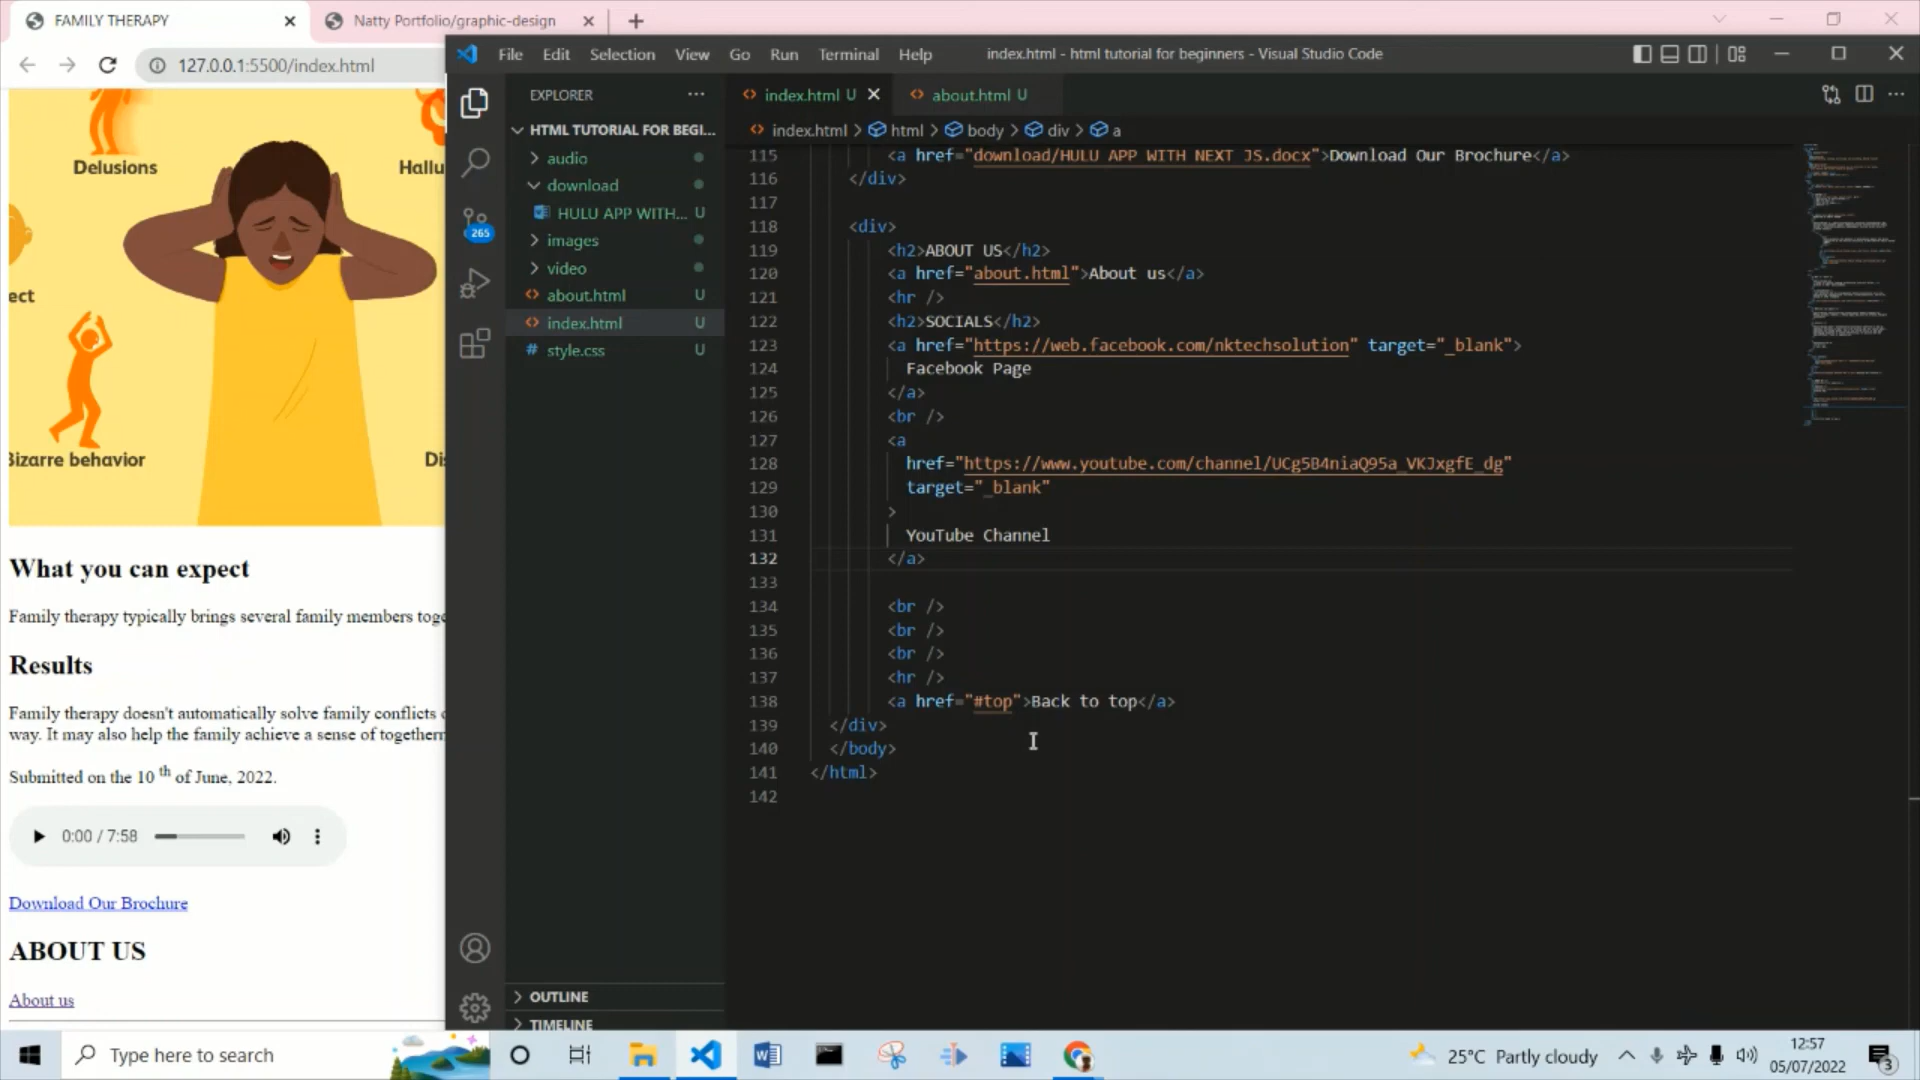 FAMILY THERAPY
Natty Portfolio/graphic-design
127.0.0.1:5500/index.html
File Edit Selection View Go Run Terminal Help
index.html - html tutorial for beginners - Visual Studio Code
EXPLORER
HTML TUTORIAL FOR BEGI...
audio
download
HULU APP WITH... U
images
video
about.html U
index.html U
style.css U
265
OUTLINE
TIMELINE
index.html U
about.html U
index.html > html > body > div > a
115 <a href="download/HULU APP WITH NEXT JS.docx">Download Our Brochure</a>
116 </div>
117
118 <div>
119 <h2>ABOUT US</h2>
120 <a href="about.html">About us</a>
121 <hr />
122 <h2>SOCIALS</h2>
123 <a href="https://web.facebook.com/nktechsolution" target="_blank">
124 Facebook Page
125 </a>
126 <br />
127 <a
128 href="https://www.youtube.com/channel/UCg5B4niaQ95a_VKJxgfE_dg"
129 target="_blank"
130 >
131 YouTube Channel
132 </a>
133
134 <br />
135 <br />
136 <br />
137 <hr />
138 <a href="#top">Back to top</a>
139 </div>
140 </body>
141 </html>
142
Delusions
Hallu
ect
Bizarre behavior
Di
What you can expect
Family therapy typically brings several family members toge
Results
Family therapy doesn't automatically solve family conflicts
way. It may also help the family achieve a sense of togethern
Submitted on the 10 th of June, 2022.
0:00 / 7:58
Download Our Brochure
ABOUT US
About us
Type here to search
25°C Partly cloudy
12:57
05/07/2022
3